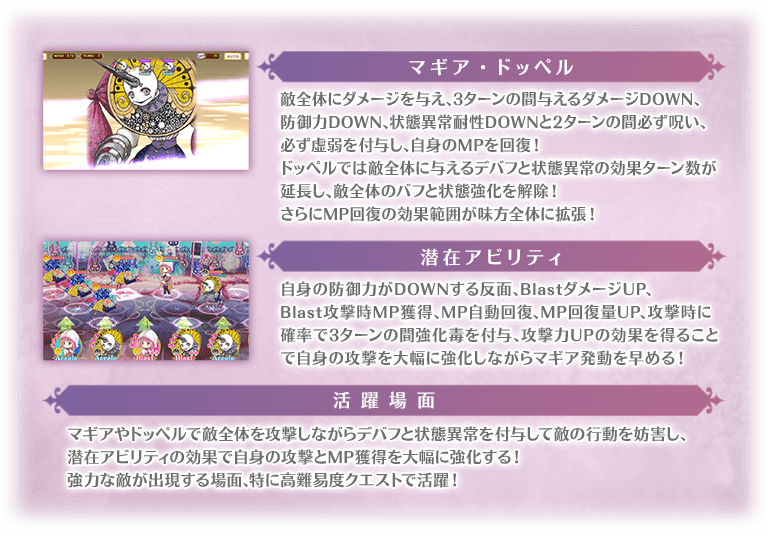 マギア・ドッペル
敵全体にダメージを与え、3ターンの間与えるダメージDOWN、
防御力DOWN、状態異常耐性DOWNと2ターンの間必ず呪い、
必ず虚弱を付与し、自身のMPを回復！
ドッペルでは敵全体に与えるデバフと状態異常の効果ターン数が
延長し、敵全体のバフと状態強化を解除！
さらにMP回復の効果範囲が味方全体に拡張！
潜在アビリティ
自身の防御力がDOWNする反面、BlastダメージUP、
Blast攻撃時MP獲得、MP自動回復、MP回復量UP、攻撃時に
確率で3ターンの間強化毒を付与、攻撃力UPの効果を得ること
で自身の攻撃を大幅に強化しながらマギア発動を早める！
Accele Accele Blast Accele Accele
活躍場面
マギアやドッペルで敵全体を攻撃しながらデバフと状態異常を付与して敵の行動を妨害し、
潜在アビリティの効果で自身の攻撃とMP獲得を大幅に強化する！
強力な敵が出現する場面、特に高難易度クエストで活躍！